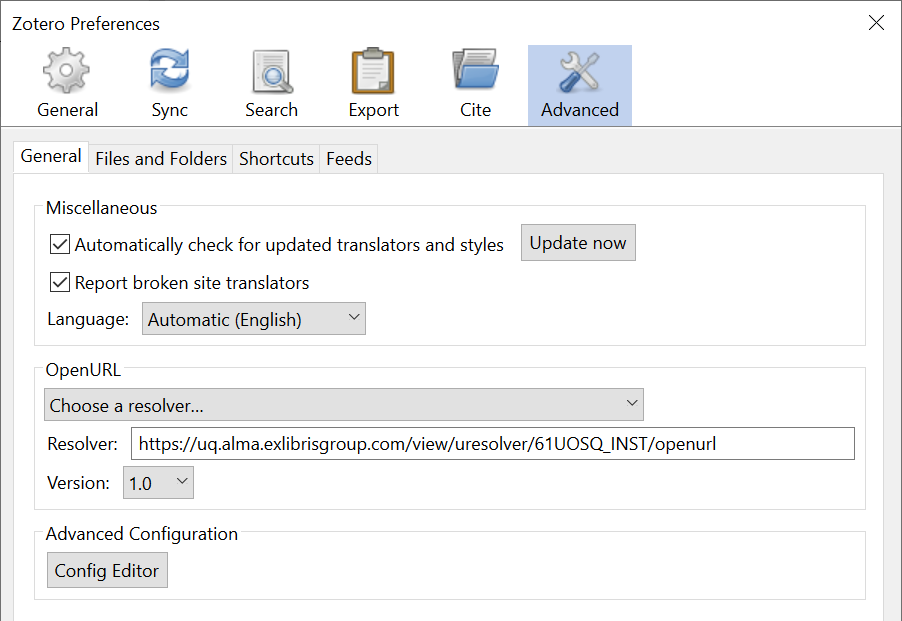 Zotero Preferences
General Sync Search Export Cite Advanced
General Files and Folders Shortcuts Feeds
Miscellaneous
Automatically check for updated translators and styles Update now
Report broken site translators
Language: Automatic (English)
OpenURL
Choose a resolver...
Resolver: https://uq.alma.exlibrisgroup.com/view/uresolver/61UOSQ_INST/openurl
Version: 1.0
Advanced Configuration
Config Editor